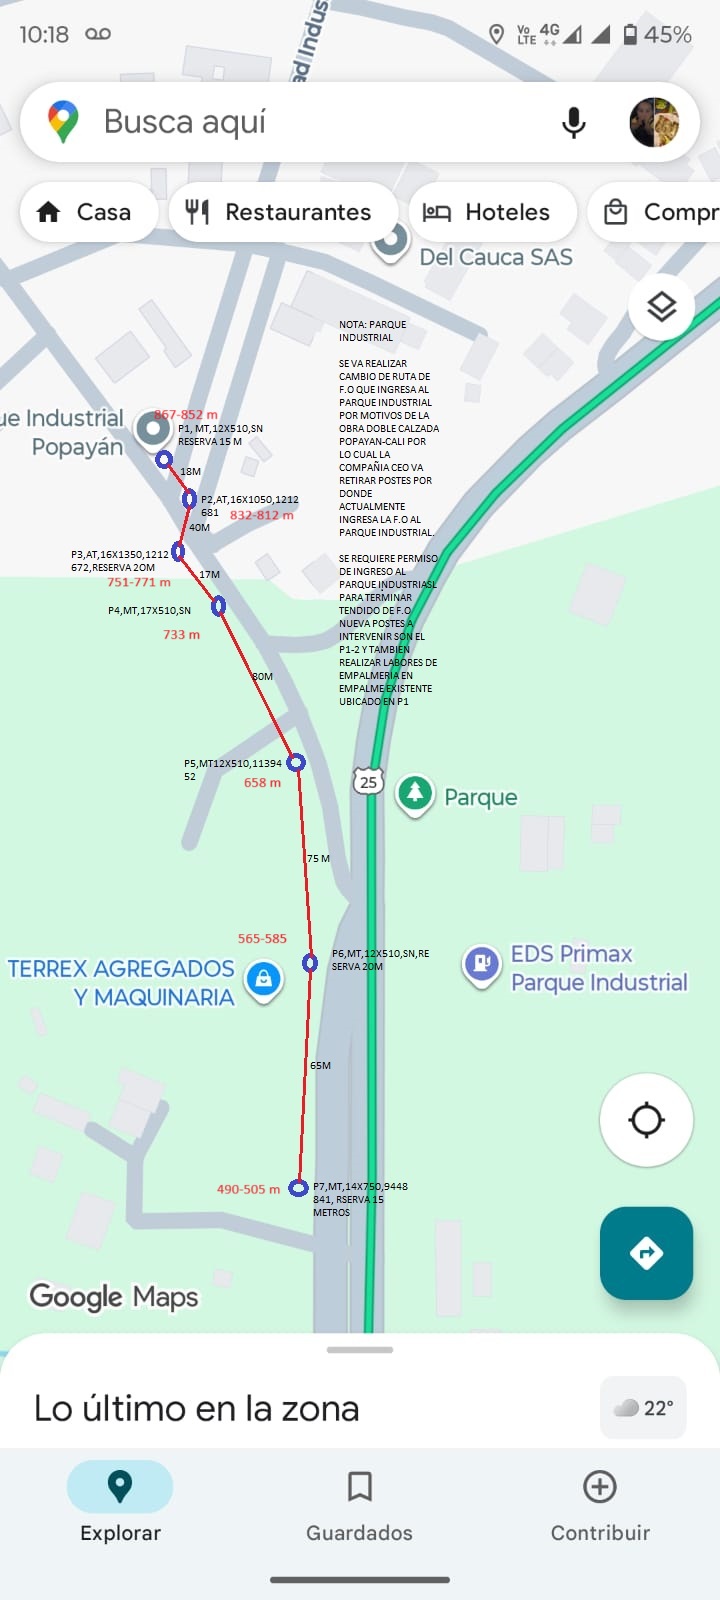 10:18
Vo LTE 4G 45%
ad Indus
Busca aquí
Casa
Restaurantes
Hoteles
Compr
Del Cauca SAS
NOTA: PARQUE
INDUSTRIAL
SE VA REALIZAR
CAMBIO DE RUTA DE
F.O QUE INGRESA AL
PARQUE INDUSTRIAL
POR MOTIVOS DE LA
OBRA DOBLE CALZADA
POPAYAN-CALI POR
LO CUAL LA
COMPAÑIA CEO VA
RETIRAR POSTES POR
DONDE
ACTUALMENTE
INGRESA LA F.O AL
PARQUE INDUSTRIAL.
SE REQUIERE PERMISO
DE INGRESO AL
PARQUE INDUSTRIASL
PARA TERMINAR
TENDIDO DE F.O
NUEVA POSTES A
INTERVENIR SON EL
P1-2 Y TAMBIEN
REALIZAR LABORES DE
EMPALMERIA EN
EMPALME EXISTENTE
UBICADO EN P1
ue Industrial
Popayán
867-852 m
P1, MT,12X510,SN
RESERVA 15 M
18M
P2,AT,16X1050,1212
681
832-812 m
40M
P3,AT,16X1350,1212
672,RESERVA 20M
751-771 m
17M
P4,MT,17X510,SN
733 m
80M
P5,MT12X510,11394
52
658 m
25
Parque
75 M
565-585
P6,MT,12X510,SN,RE
SERVA 20M
TERREX AGREGADOS
Y MAQUINARIA
EDS Primax
Parque Industrial
65M
490-505 m
P7,MT,14X750,9448
841, RSERVA 15
METROS
Google Maps
Lo último en la zona
22°
Explorar
Guardados
Contribuir